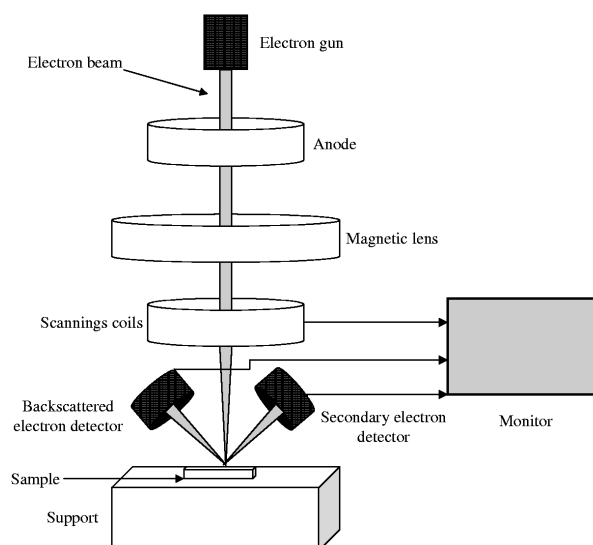 Electron gun
Electron beam
Anode
Magnetic lens
Scannings coils
Backscattered
electron detector
Secondary electron
detector
Monitor
Sample
Support